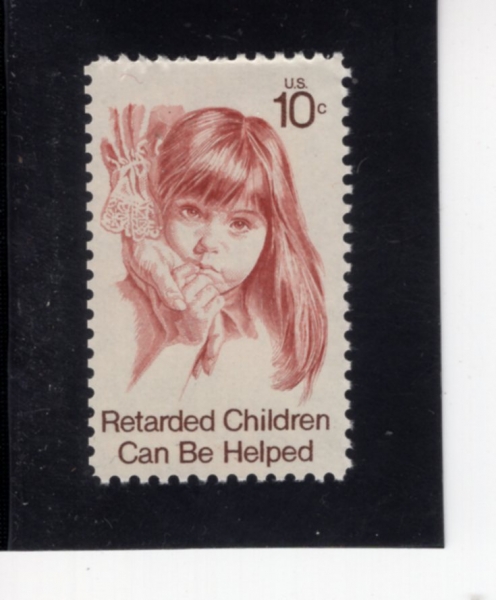 U.S.
10c
Retarded Children
Can Be Helped